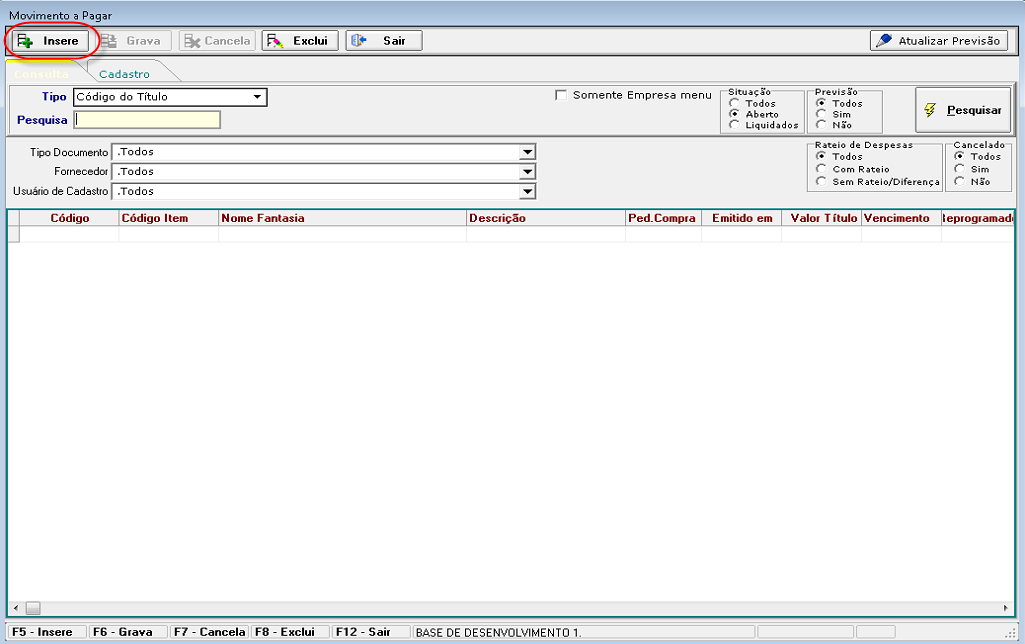 Movimento a Pagar
Insere Grava Cancela Exclui Sair Atualizar Previsão
Consulta Cadastro
Tipo Código do Título
Pesquisa
Somente Empresa menu
Situação
Todos
Aberto
Liquidados
Previsão
Todos
Sim
Não
Pesquisar
Tipo Documento .Todos
Fornecedor .Todos
Usuário de Cadastro .Todos
Rateio de Despesas
Todos
Com Rateio
Sem Rateio/Diferença
Cancelado
Todos
Sim
Não
Código Código Item Nome Fantasia Descrição Ped.Compra Emitido em Valor Título Vencimento
F5 - Insere F6 - Grava F7 - Cancela F8 - Exclui F12 - Sair BASE DE DESENVOLVIMENTO 1.